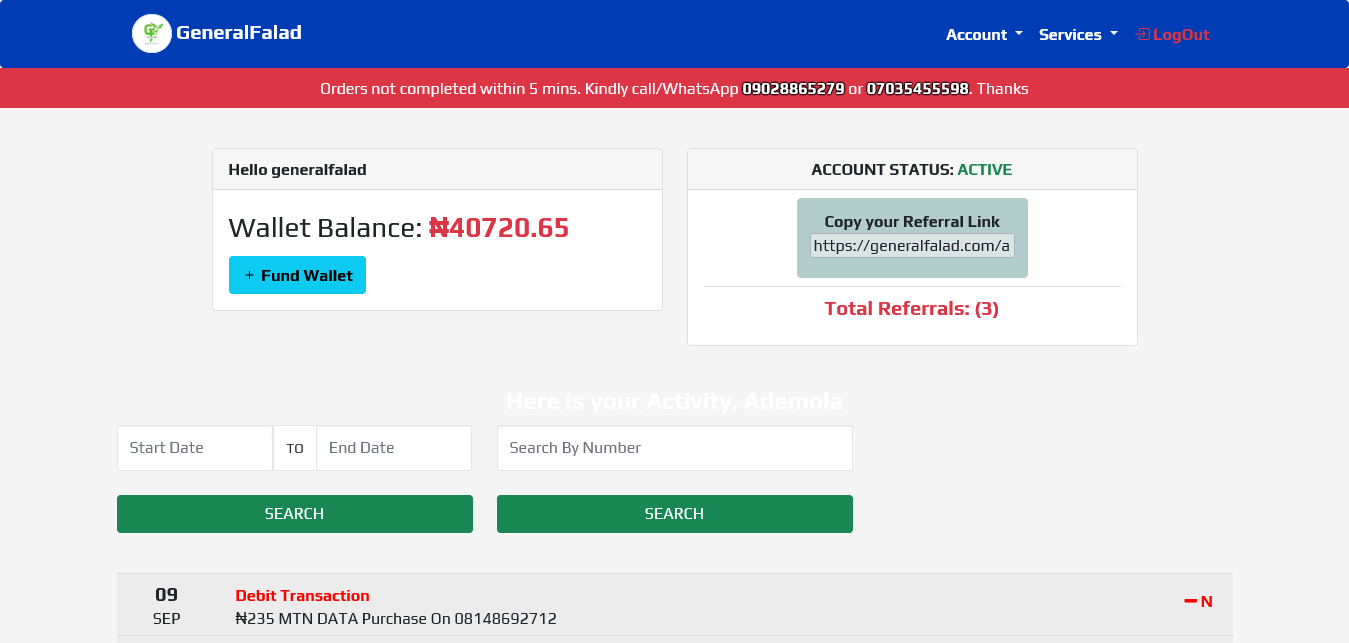 GeneralFalad
Account Services LogOut
Orders not completed within 5 mins. Kindly call/WhatsApp 09028865279 or 07035455598. Thanks
Hello generalfalad
Wallet Balance: ₦40720.65
+ Fund Wallet
ACCOUNT STATUS: ACTIVE
Copy your Referral Link
https://generalfalad.com/a
Total Referrals: (3)
Here is your Activity, Ademola
Start Date TO End Date Search By Number
SEARCH SEARCH
09 Debit Transaction
SEP ₦235 MTN DATA Purchase On 08148692712
N